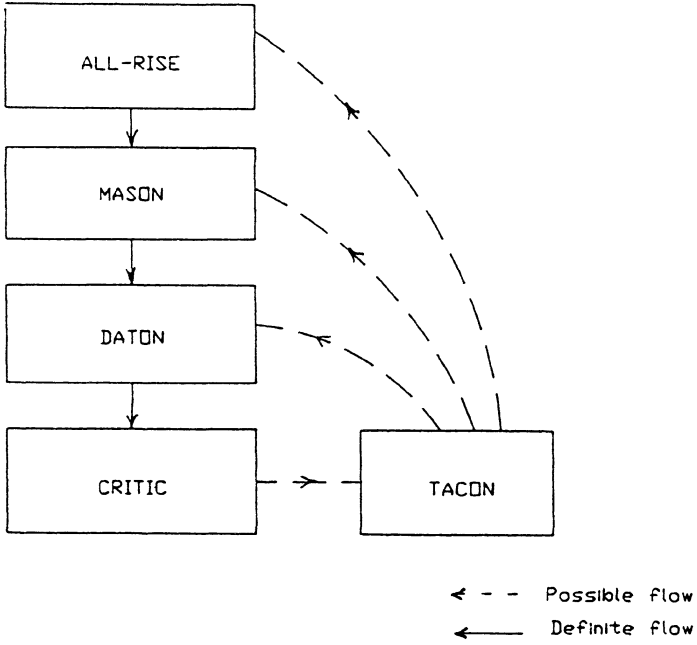 ALL-RISE
MASON
DATON
CRITIC
TACON
Possible flow
Definite flow